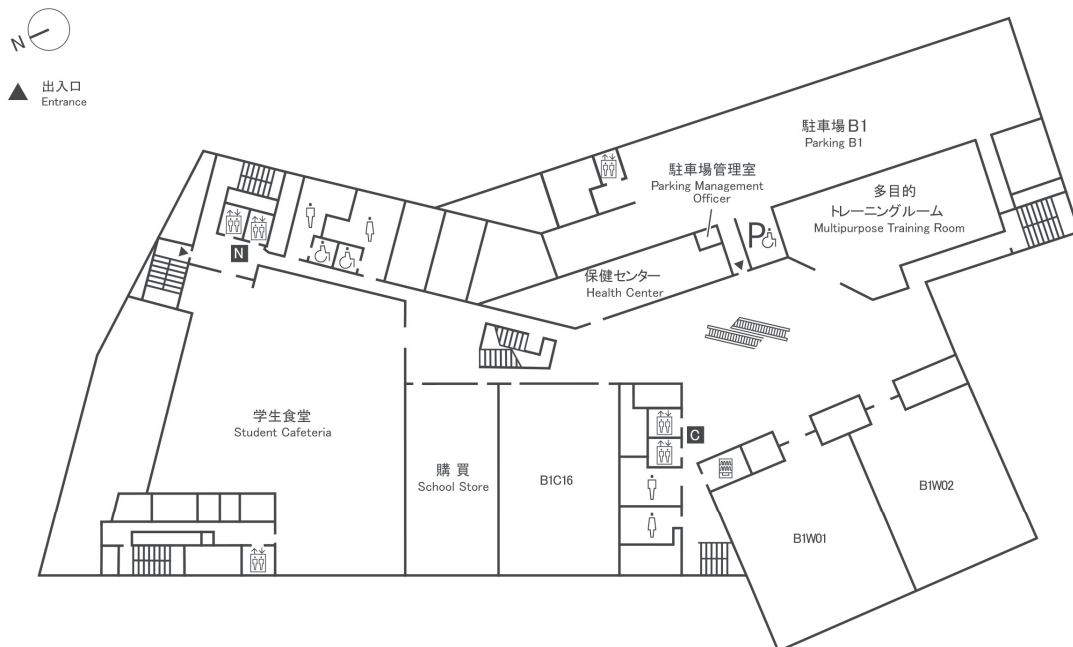 N
出入口
Entrance
駐車場B1
Parking B1
駐車場管理室
Parking Management
Officer
多目的
トレーニングルーム
Multipurpose Training Room
P
N
保健センター
Health Center
学生食堂
Student Cafeteria
購買
School Store
B1C16
C
B1W01
B1W02